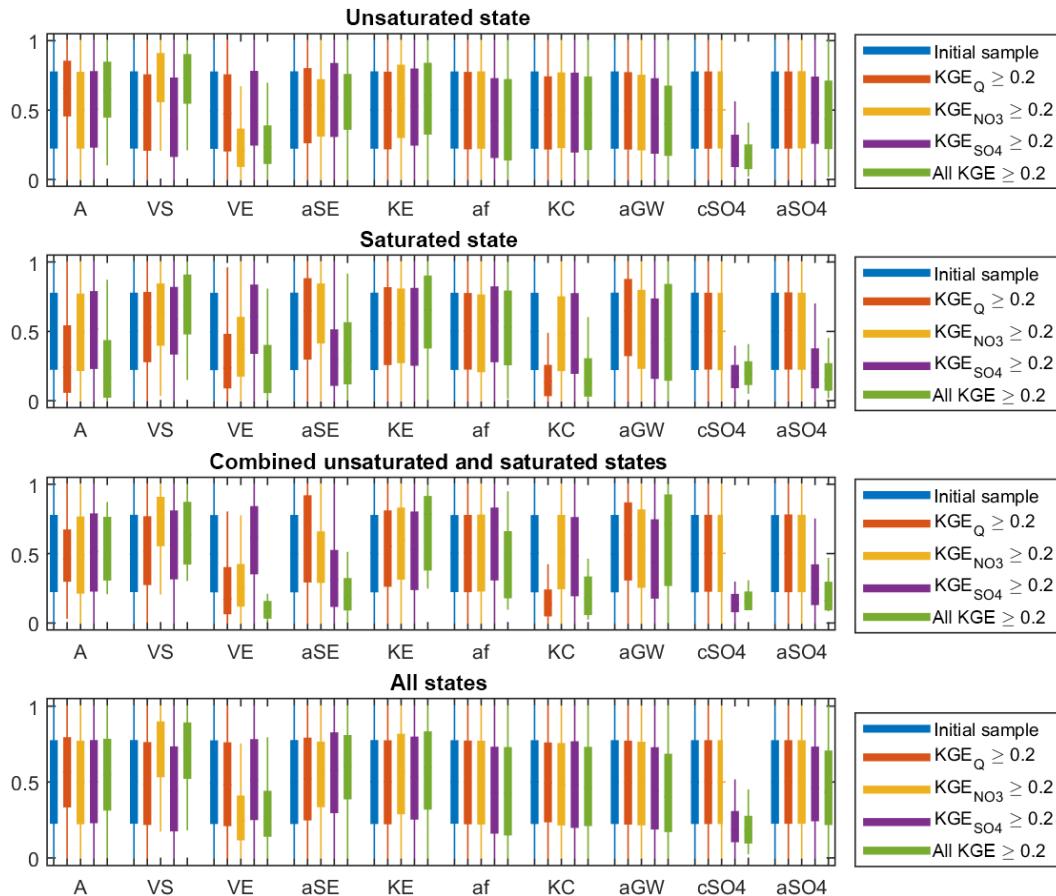 Unsaturated state
1
0.5
0
A VS VE aSE KE af KC aGW cSO4 aSO4
Initial sample
KGE_Q ≥ 0.2
KGE_NO3 ≥ 0.2
KGE_SO4 ≥ 0.2
All KGE ≥ 0.2
Saturated state
1
0.5
0
A VS VE aSE KE af KC aGW cSO4 aSO4
Initial sample
KGE_Q ≥ 0.2
KGE_NO3 ≥ 0.2
KGE_SO4 ≥ 0.2
All KGE ≥ 0.2
Combined unsaturated and saturated states
1
0.5
0
A VS VE aSE KE af KC aGW cSO4 aSO4
Initial sample
KGE_Q ≥ 0.2
KGE_NO3 ≥ 0.2
KGE_SO4 ≥ 0.2
All KGE ≥ 0.2
All states
1
0.5
0
A VS VE aSE KE af KC aGW cSO4 aSO4
Initial sample
KGE_Q ≥ 0.2
KGE_NO3 ≥ 0.2
KGE_SO4 ≥ 0.2
All KGE ≥ 0.2